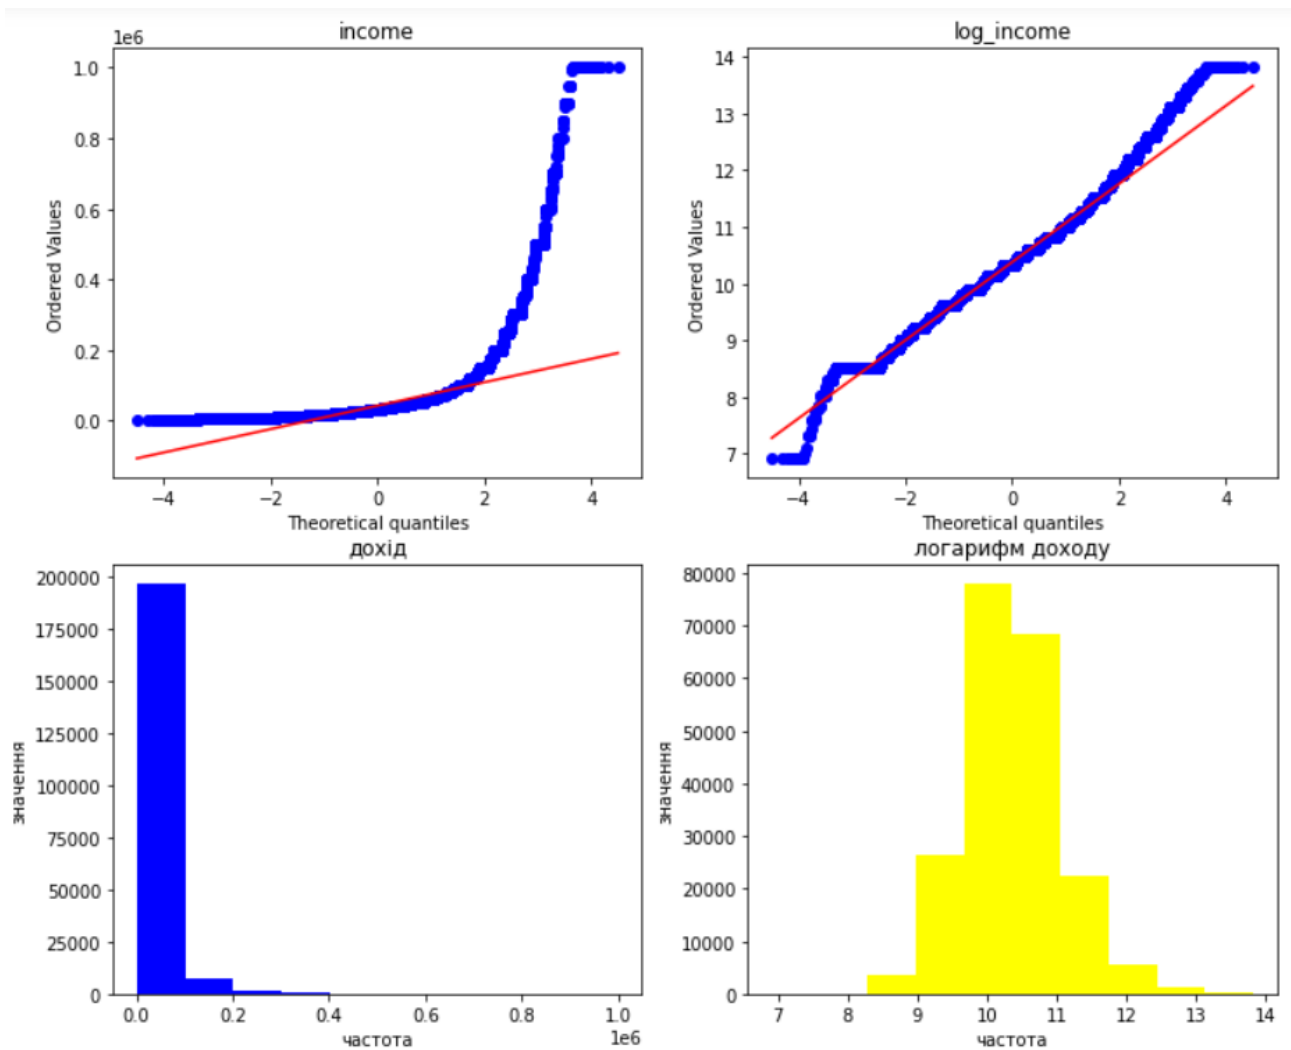 income
1e6
1.0
0.8
0.6
0.4
0.2
0.0
Ordered Values
−4 −2 0 2 4
Theoretical quantiles
log_income
14
13
12
11
10
9
8
7
Ordered Values
−4 −2 0 2 4
Theoretical quantiles
дохід
200000
175000
150000
125000
100000
75000
50000
25000
0
значення
0.0 0.2 0.4 0.6 0.8 1.0
1e6
частота
логарифм доходу
80000
70000
60000
50000
40000
30000
20000
10000
0
значення
7 8 9 10 11 12 13 14
частота